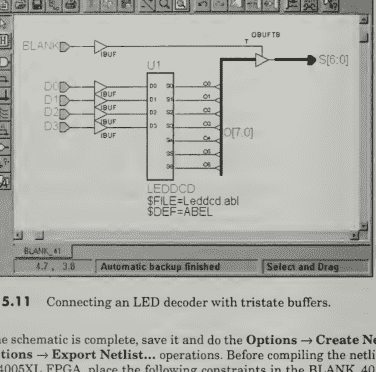 OBUFT8
T
BLANK
IBUF
S[6:0]
U1
D0
D1
D2
D3
IBUF
IBUF
IBUF
IBUF
D0 S0 O0
D1 S1 O1
D2 S2 O2
D3 S3 O3
S4 O4
S5 O5
S6 O6
O[7.0]
LEDDCD
$FILE=Leddcd abl
$DEF=ABEL
BLANK_41
4.7, 3.8 Automatic backup finished Select and Drag
5.11 Connecting an LED decoder with tristate buffers.
e schematic is complete, save it and do the Options → Create Ne
tions → Export Netlist... operations. Before compiling the netli
4005XL FPGA, place the following constraints in the BLANK_40